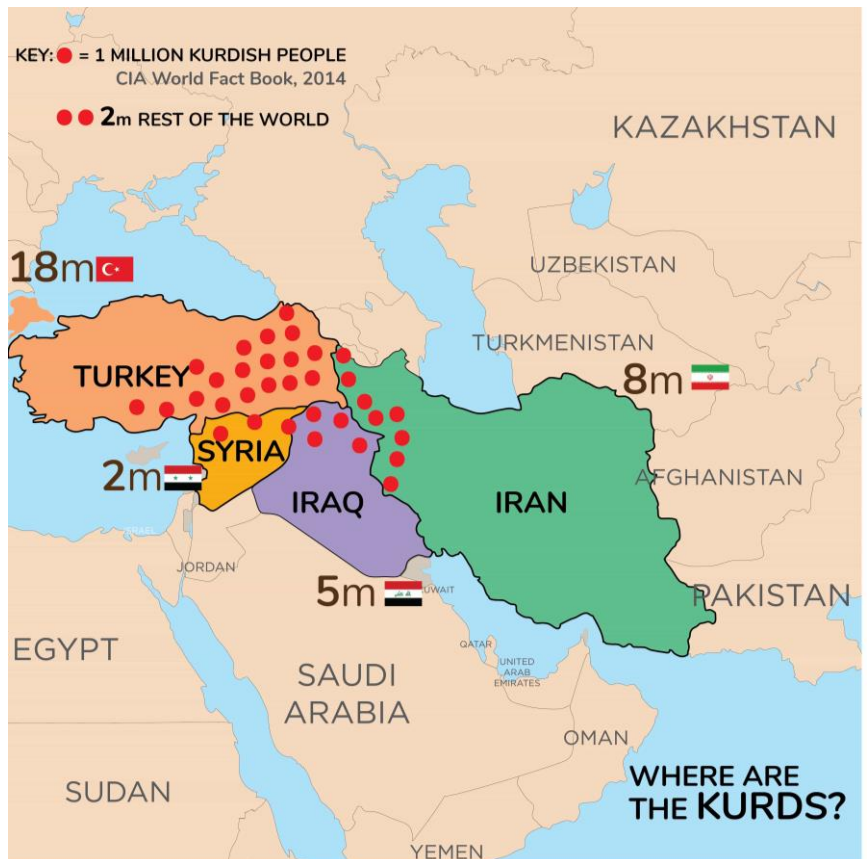 KEY: = 1 MILLION KURDISH PEOPLE
CIA World Fact Book, 2014
2m REST OF THE WORLD
KAZAKHSTAN
18m
UZBEKISTAN
TURKMENISTAN
TURKEY
8m
SYRIA
2m
AFGHANISTAN
IRAQ
IRAN
ISRAEL
JORDAN
5m
KUWAIT
PAKISTAN
EGYPT
QATAR
UNITED
ARAB
EMIRATES
SAUDI
ARABIA
OMAN
WHERE ARE
THE KURDS?
SUDAN
YEMEN